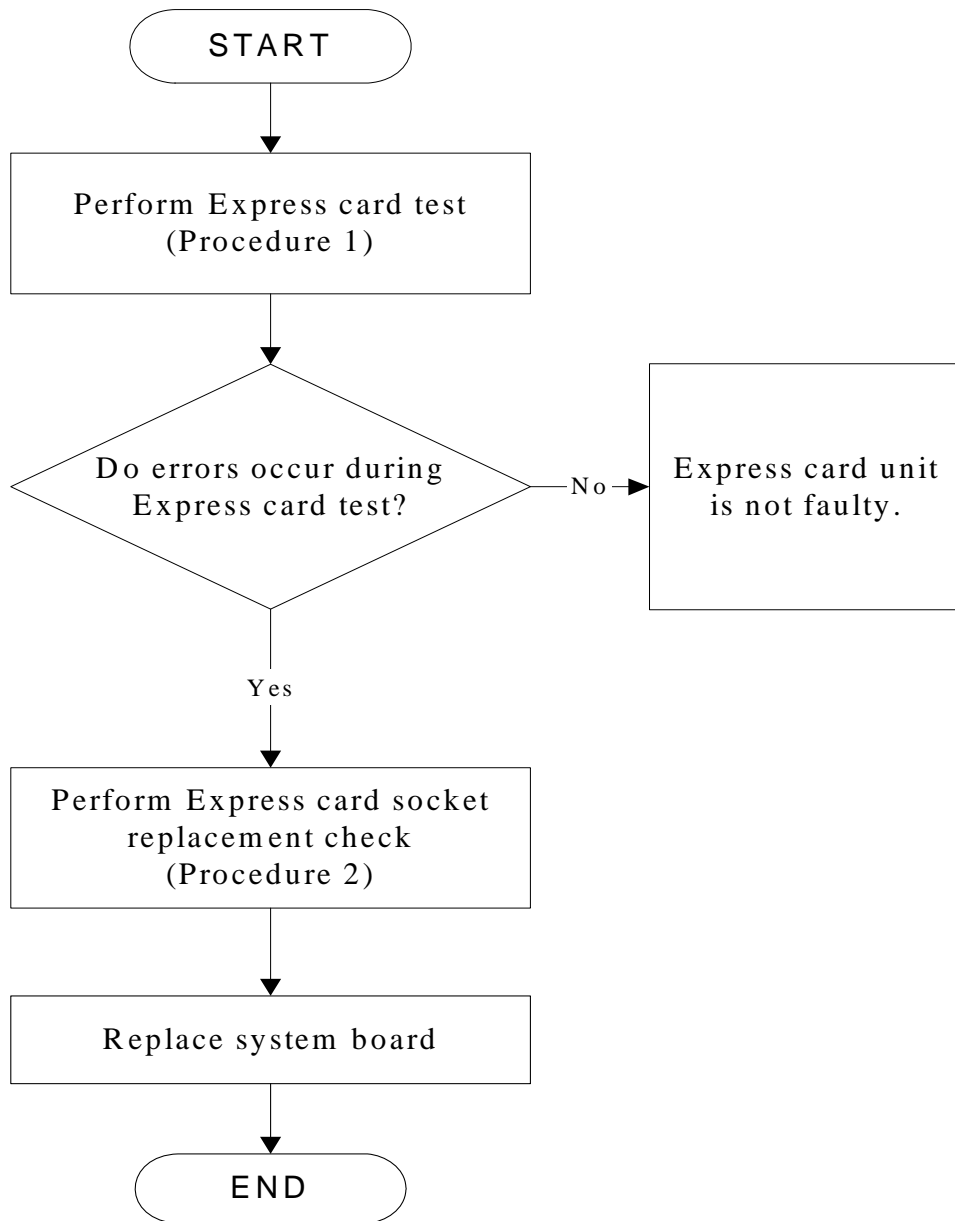 START
Perform Express card test
(Procedure 1)
Do errors occur during
Express card test?
No
Express card unit
is not faulty.
Yes
Perform Express card socket
replacement check
(Procedure 2)
Replace system board
END